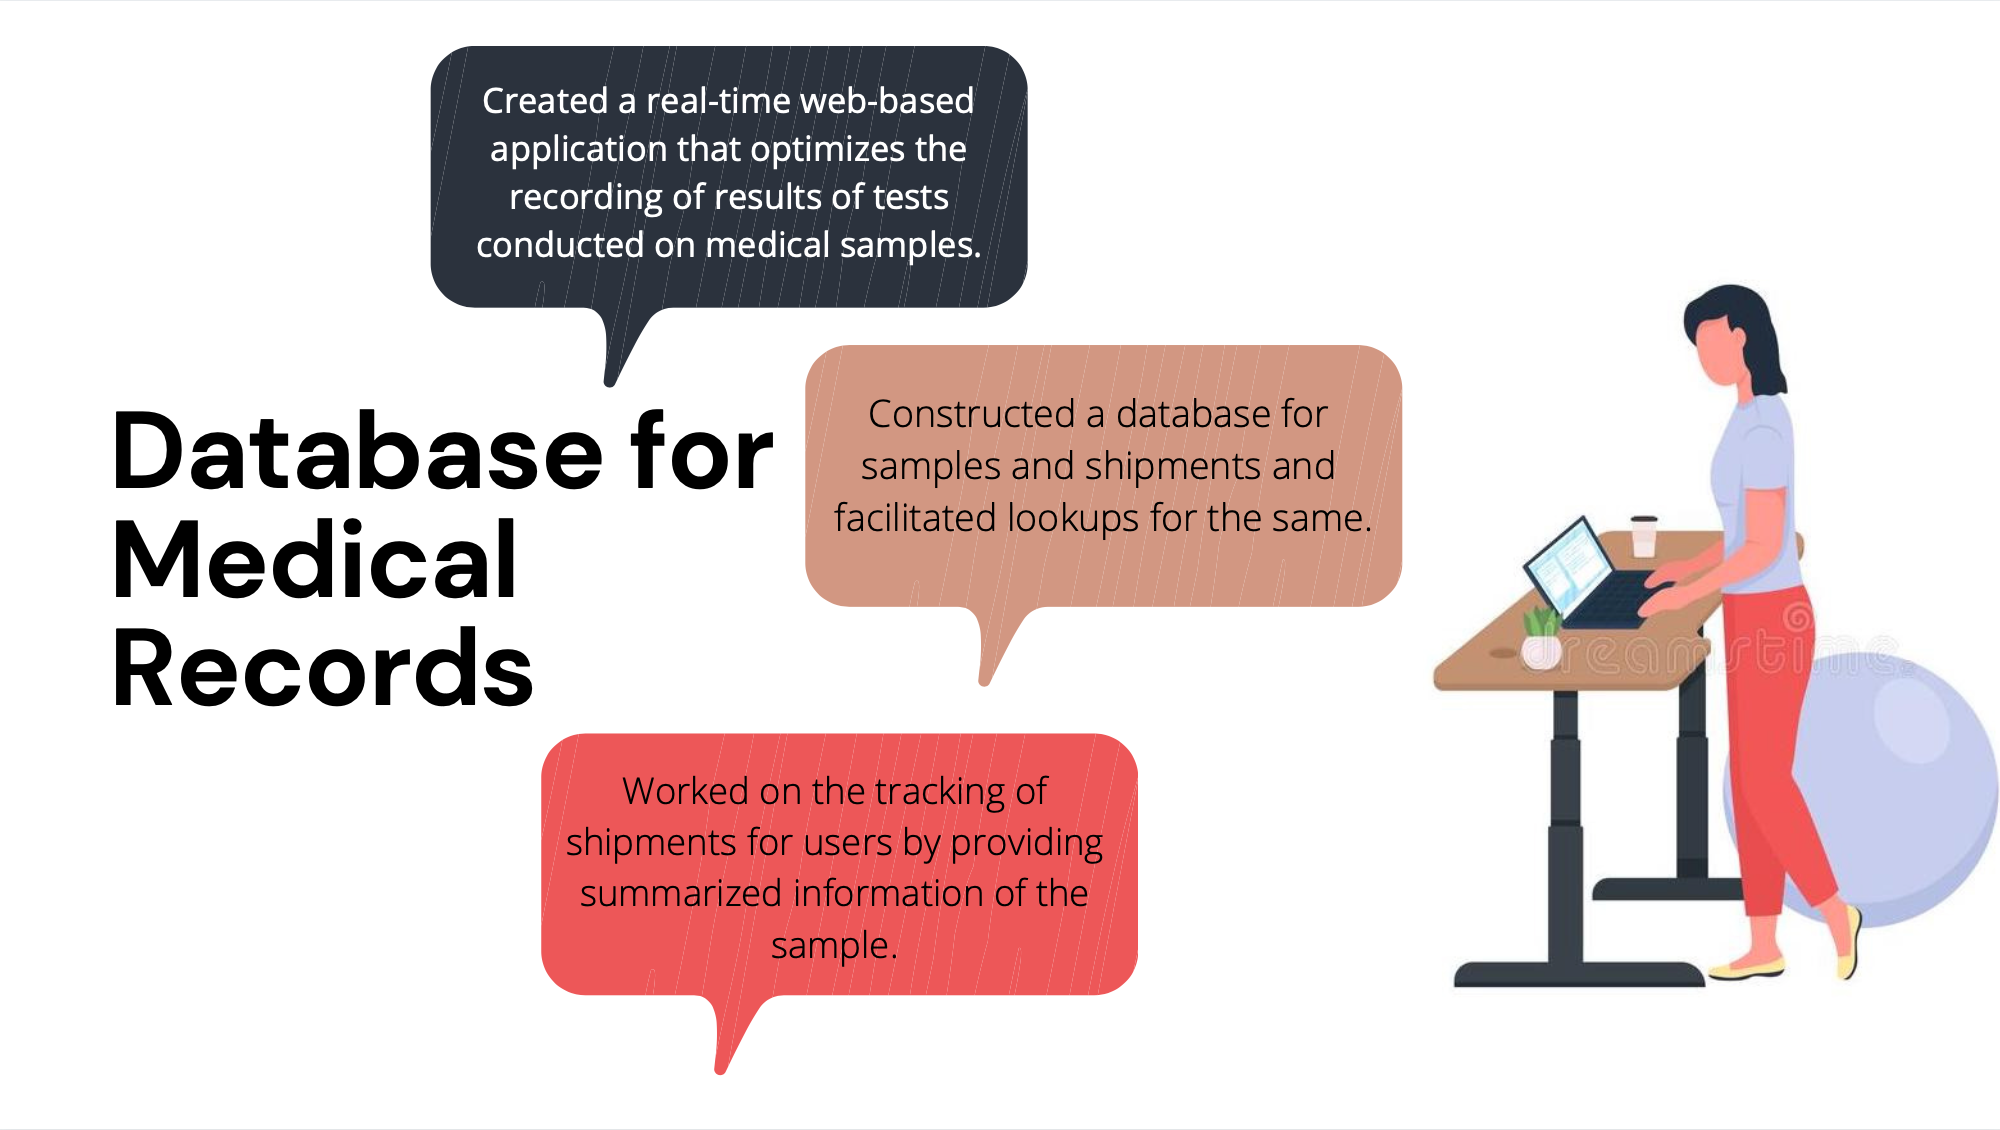 Created a real-time web-based
application that optimizes the
recording of results of tests
conducted on medical samples.
Database for
Medical
Records
Constructed a database for
samples and shipments and
facilitated lookups for the same.
Worked on the tracking of
shipments for users by providing
summarized information of the
sample.
dreamstime